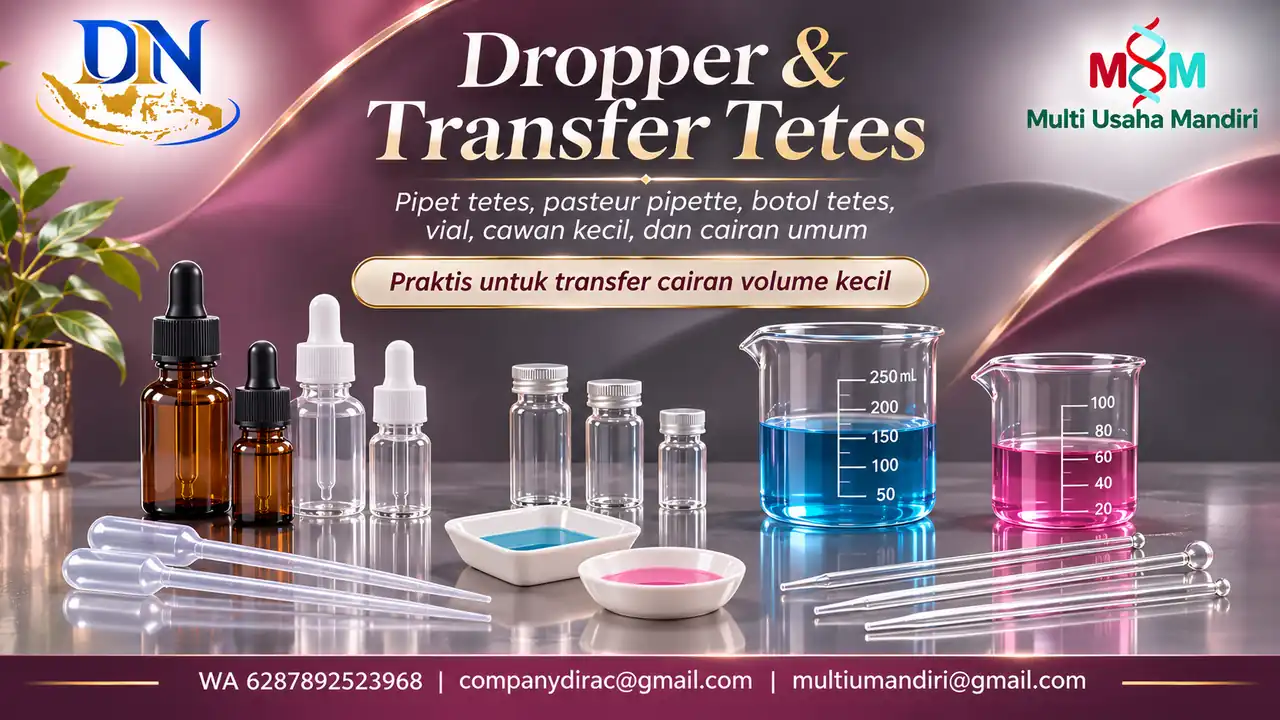 DN
Dropper &
Transfer Tetes
MSM
Multi Usaha Mandiri
Pipet tetes, pasteur pipette, botol tetes,
vial, cawan kecil, dan cairan umum
Praktis untuk transfer cairan volume kecil
250 mL
200
150
100
50
100
80
60
40
20
WA 6287892523968 | companydirac@gmail.com | multiumandiri@gmail.com